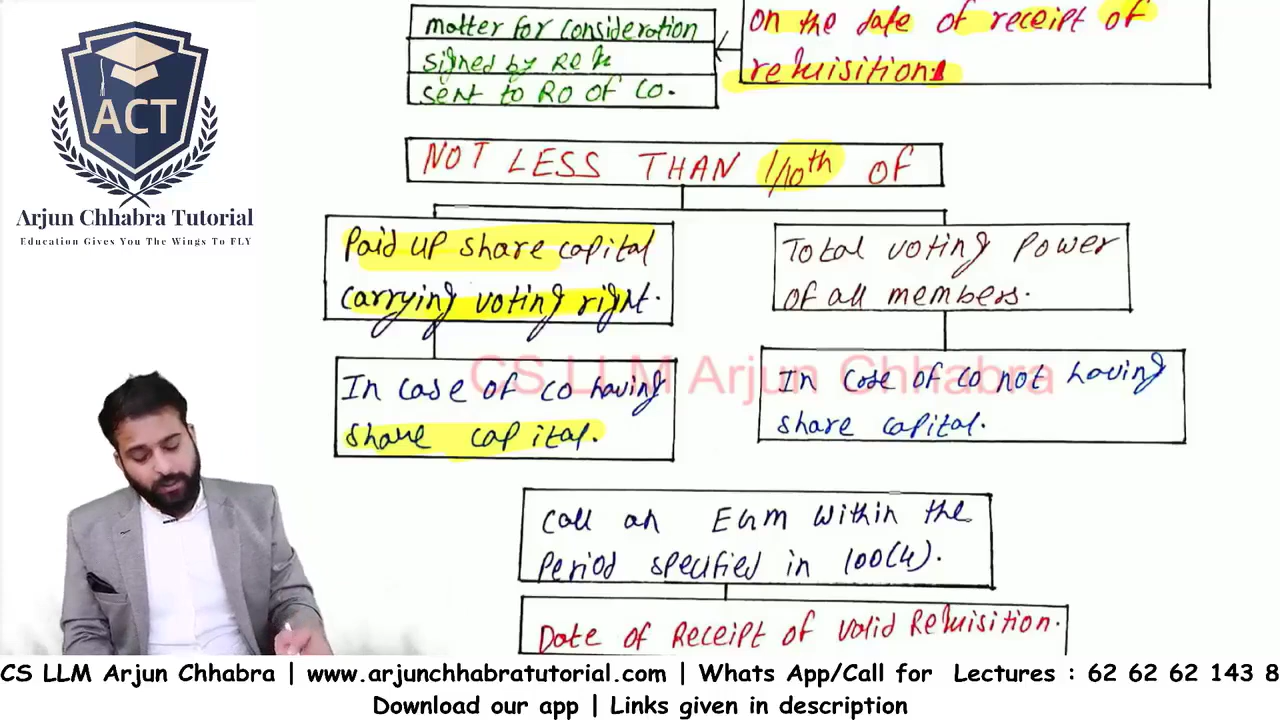 matter for consideration
signed by Req
sent to RO of Co.
on the date of receipt of
requisition.
ACT
Arjun Chhabra Tutorial
Education Gives You The Wings To FLY
NOT LESS THAN 1/10th OF
Paid up share capital
carrying voting right.
Total voting power
of all members.
CS LLM Arjun Chhabra
In case of co having
share capital.
In case of co not having
share capital.
Call an EGM within the
Period specified in 100(4).
Date of Receipt of valid Requisition.
CS LLM Arjun Chhabra | www.arjunchhabratutorial.com | Whats App/Call for Lectures : 62 62 62 143 8
Download our app | Links given in description